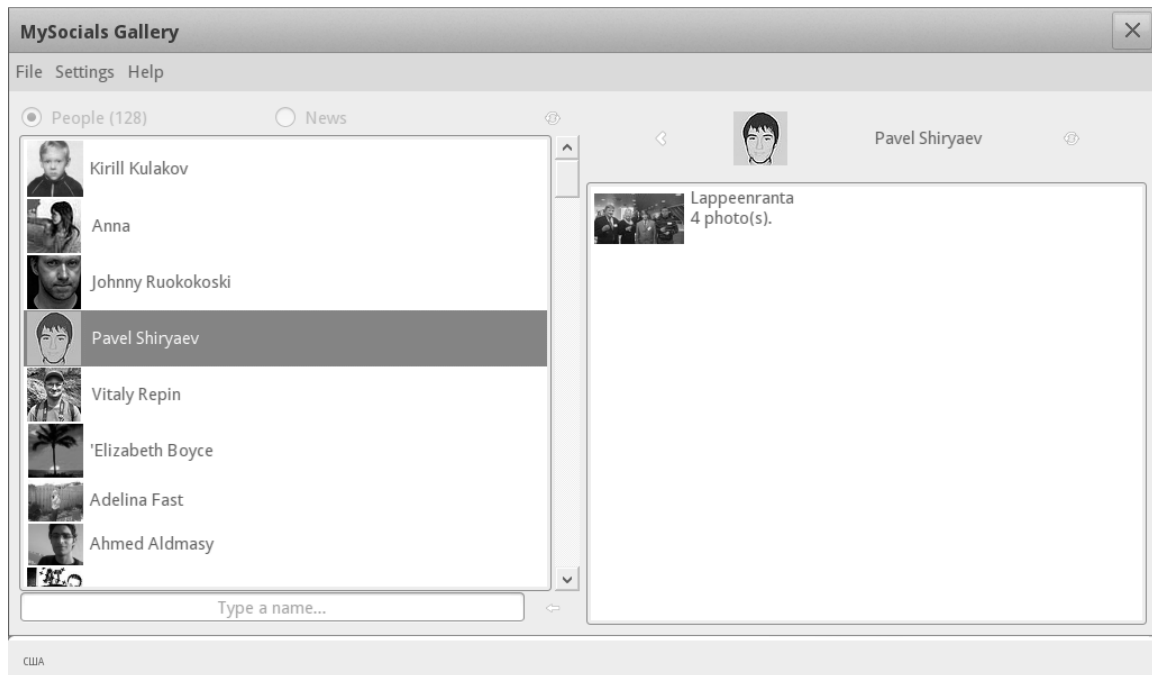 MySocials Gallery
File Settings Help
People (128) News
Kirill Kulakov
Anna
Johnny Ruokokoski
Pavel Shiryaev
Vitaly Repin
'Elizabeth Boyce
Adelina Fast
Ahmed Aldmasy
Type a name...
Pavel Shiryaev
Lappeenranta
4 photo(s).
США